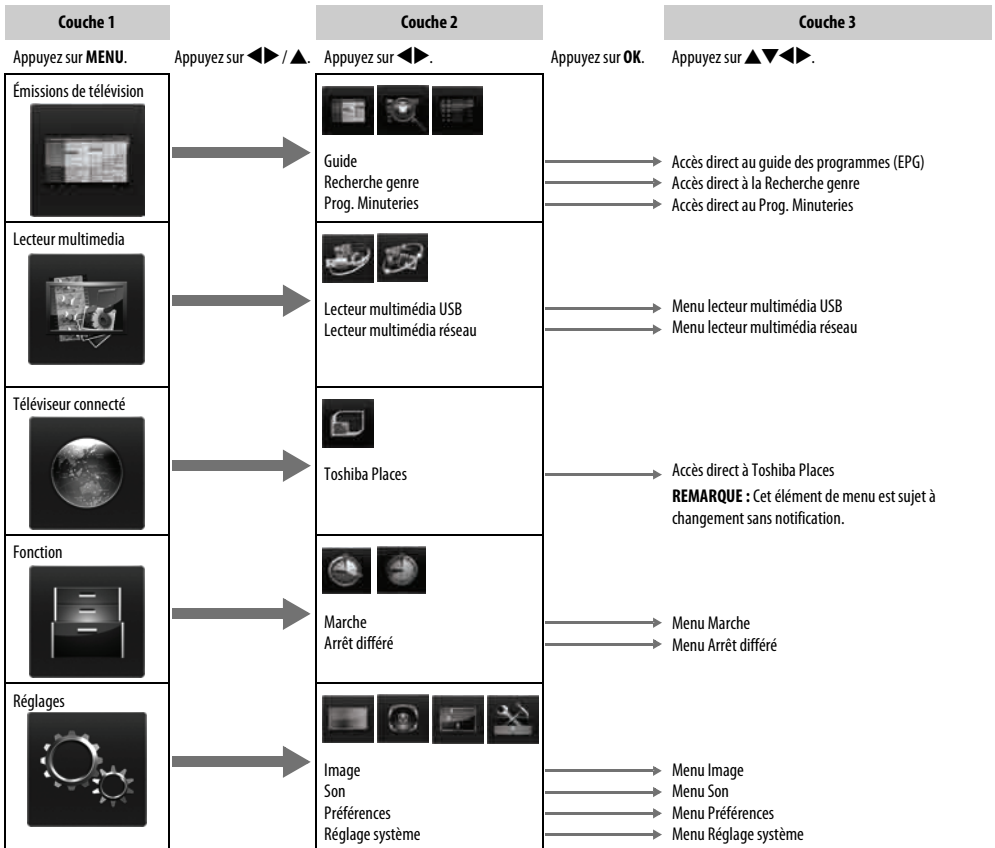 Couche 1
Couche 2
Couche 3
Appuyez sur MENU.
Appuyez sur ◀▶ / ▲.
Appuyez sur ◀▶.
Appuyez sur OK.
Appuyez sur ▲▼◀▶.
Émissions de télévision
Guide
Recherche genre
Prog. Minuteries
Accès direct au guide des programmes (EPG)
Accès direct à la Recherche genre
Accès direct au Prog. Minuteries
Lecteur multimedia
Lecteur multimédia USB
Lecteur multimédia réseau
Menu lecteur multimédia USB
Menu lecteur multimédia réseau
Téléviseur connecté
Toshiba Places
Accès direct à Toshiba Places
REMARQUE : Cet élément de menu est sujet à
changement sans notification.
Fonction
Marche
Arrêt différé
Menu Marche
Menu Arrêt différé
Réglages
Image
Son
Préférences
Réglage système
Menu Image
Menu Son
Menu Préférences
Menu Réglage système